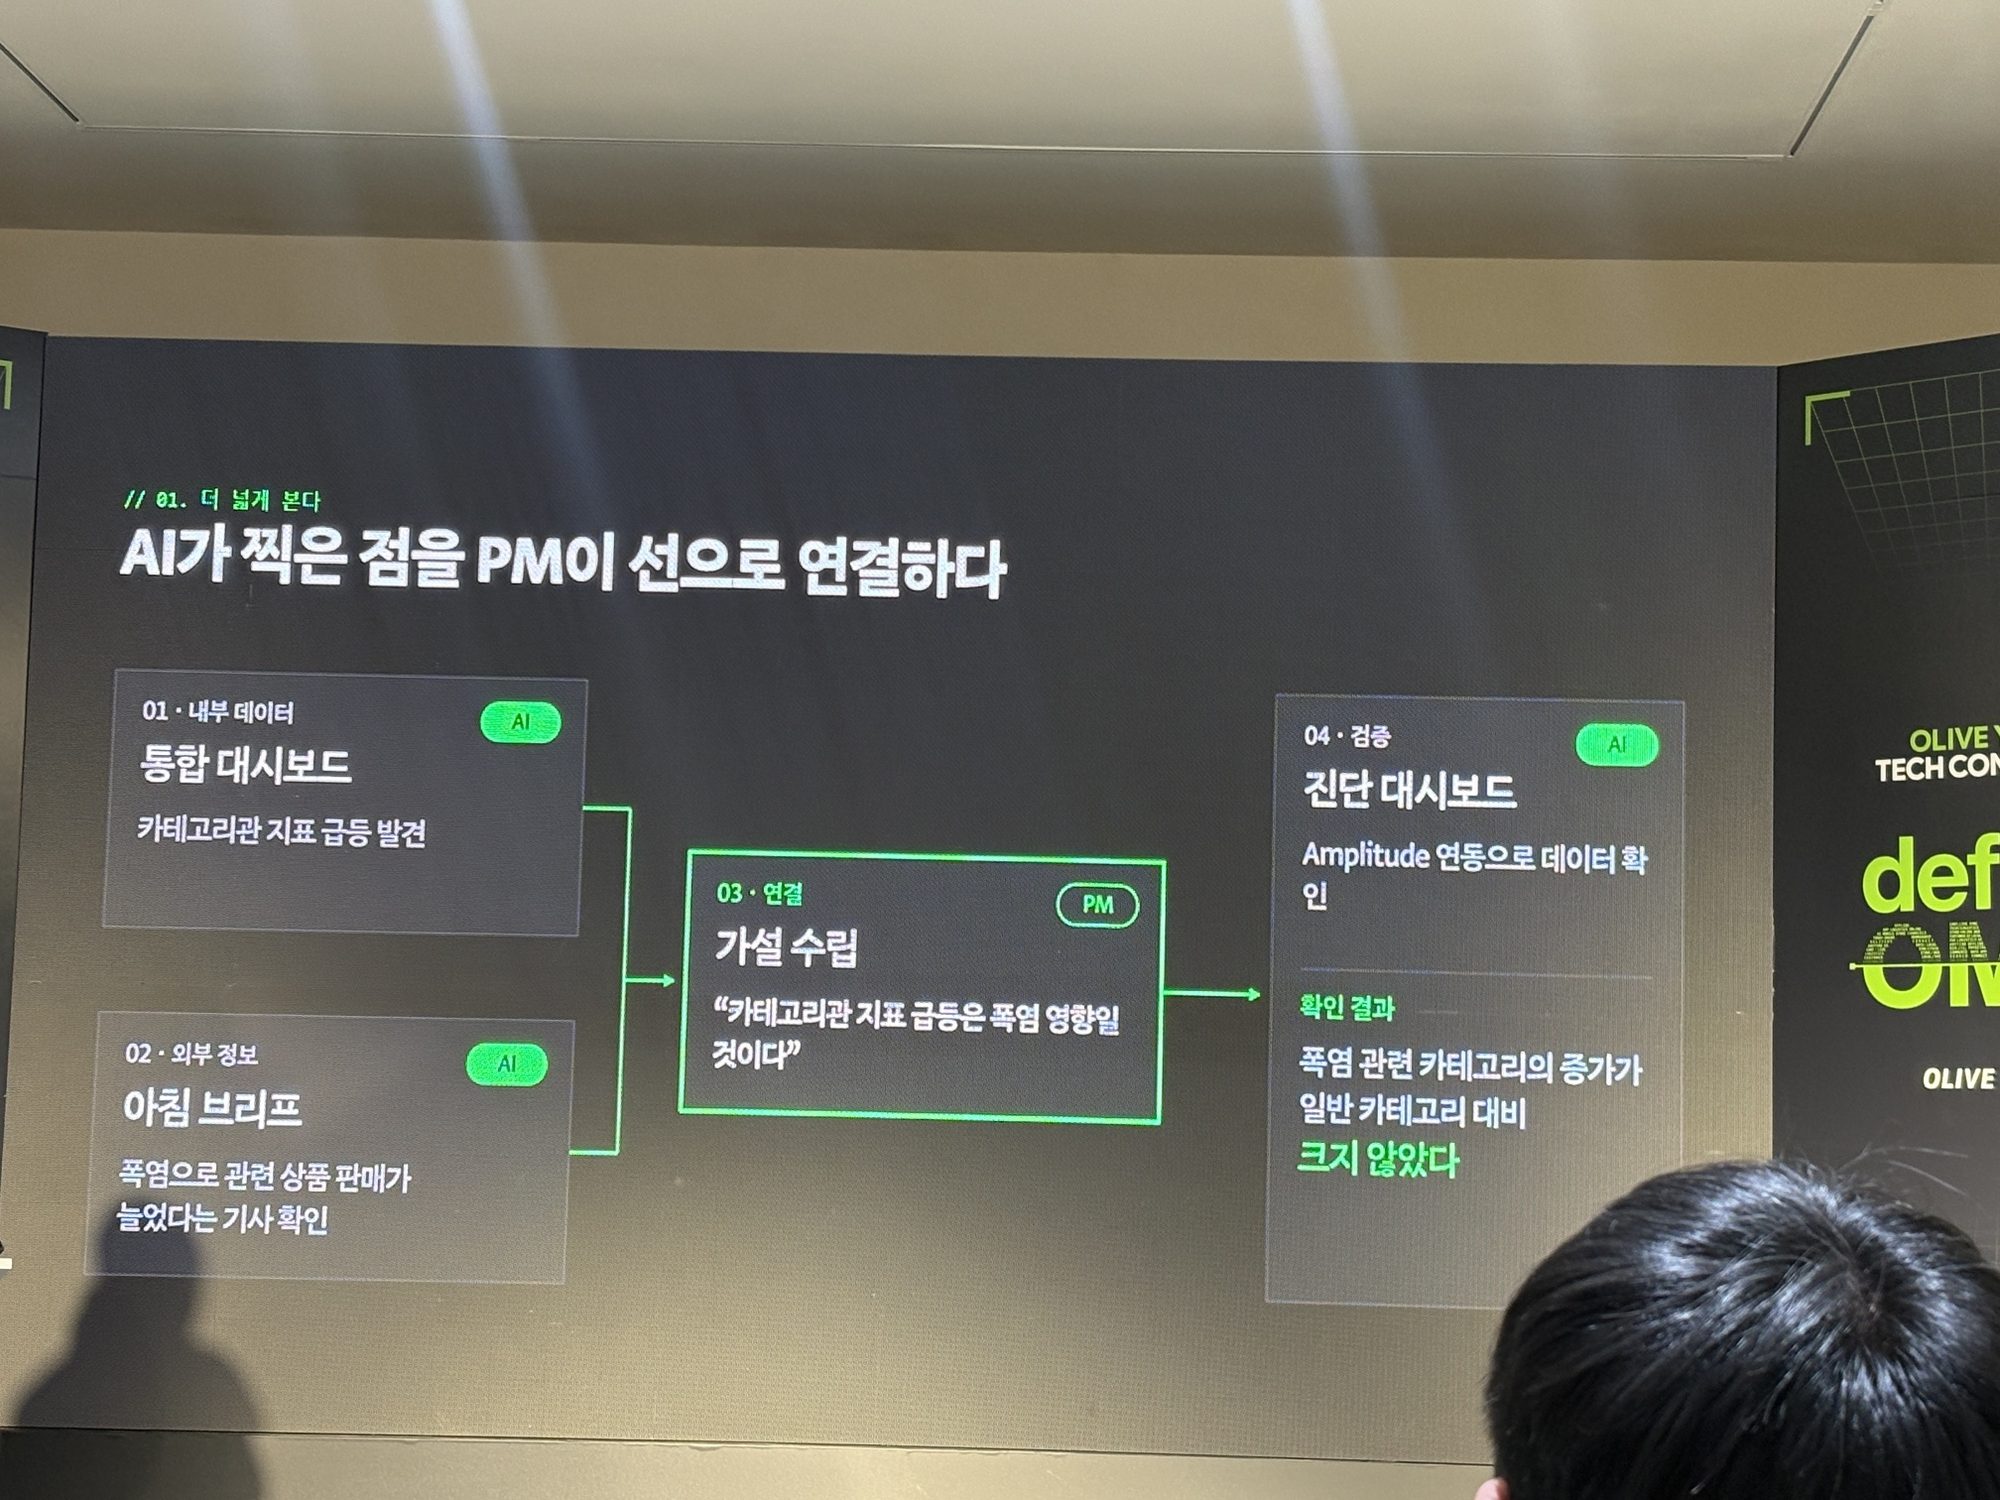 // 01. 더 넓게 본다
AI가 찍은 점을 PM이 선으로 연결하다
01 · 내부 데이터
AI
통합 대시보드
카테고리관 지표 급등 발견
02 · 외부 정보
AI
아침 브리프
폭염으로 관련 상품 판매가
늘었다는 기사 확인
03 · 연결
PM
가설 수립
“카테고리관 지표 급등은 폭염 영향일
것이다”
04 · 검증
AI
진단 대시보드
Amplitude 연동으로 데이터 확
인
확인 결과
폭염 관련 카테고리의 증가가
일반 카테고리 대비
크지 않았다
OLIVE
TECH CON
def
OM
OLIVE